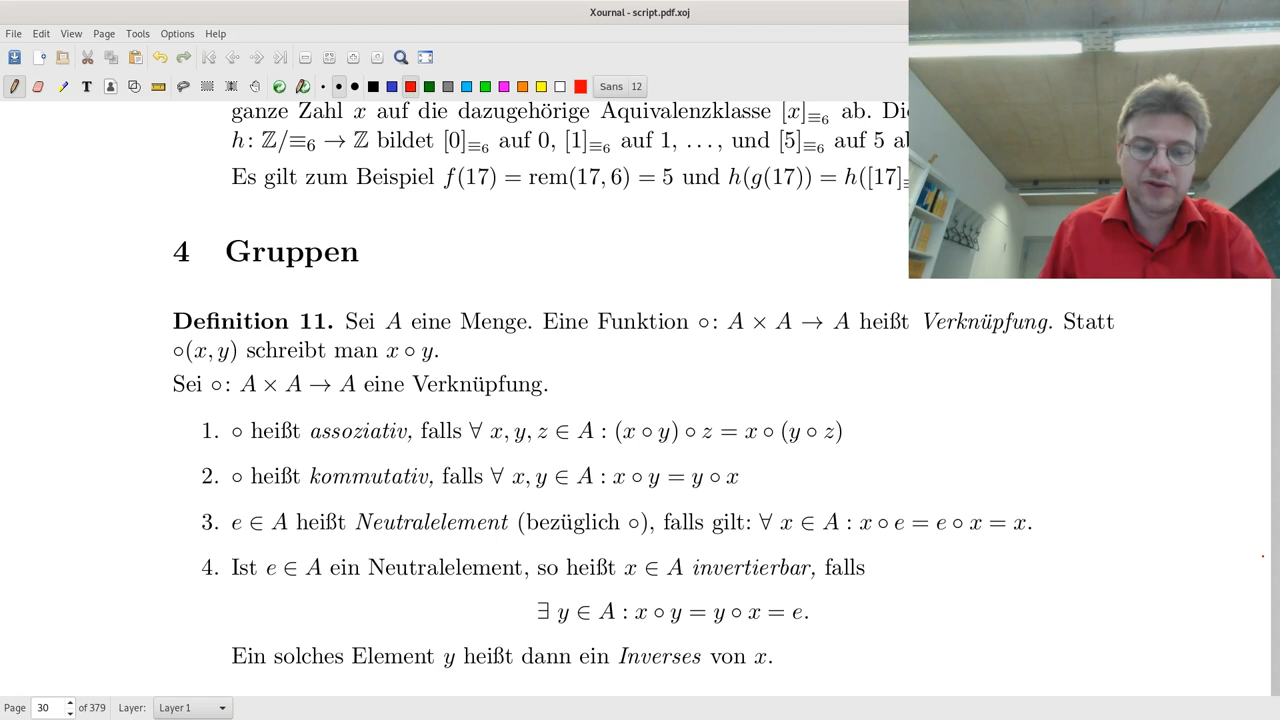 Xournal - script.pdf.xoj
File Edit View Page Tools Options Help
Sans 12
ganze Zahl x auf die dazugehörige Äquivalenzklasse [x]≡₆ ab. Di
h: ℤ/≡₆ → ℤ bildet [0]≡₆ auf 0, [1]≡₆ auf 1, …, und [5]≡₆ auf 5 a
Es gilt zum Beispiel f(17) = rem(17, 6) = 5 und h(g(17)) = h([17]
4 Gruppen
Definition 11. Sei A eine Menge. Eine Funktion ∘: A × A → A heißt Verknüpfung. Statt
∘(x, y) schreibt man x ∘ y.
Sei ∘: A × A → A eine Verknüpfung.
1. ∘ heißt assoziativ, falls ∀ x, y, z ∈ A : (x ∘ y) ∘ z = x ∘ (y ∘ z)
2. ∘ heißt kommutativ, falls ∀ x, y ∈ A : x ∘ y = y ∘ x
3. e ∈ A heißt Neutralelement (bezüglich ∘), falls gilt: ∀ x ∈ A : x ∘ e = e ∘ x = x.
4. Ist e ∈ A ein Neutralelement, so heißt x ∈ A invertierbar, falls
∃ y ∈ A : x ∘ y = y ∘ x = e.
Ein solches Element y heißt dann ein Inverses von x.
Page 30 of 379 Layer: Layer 1